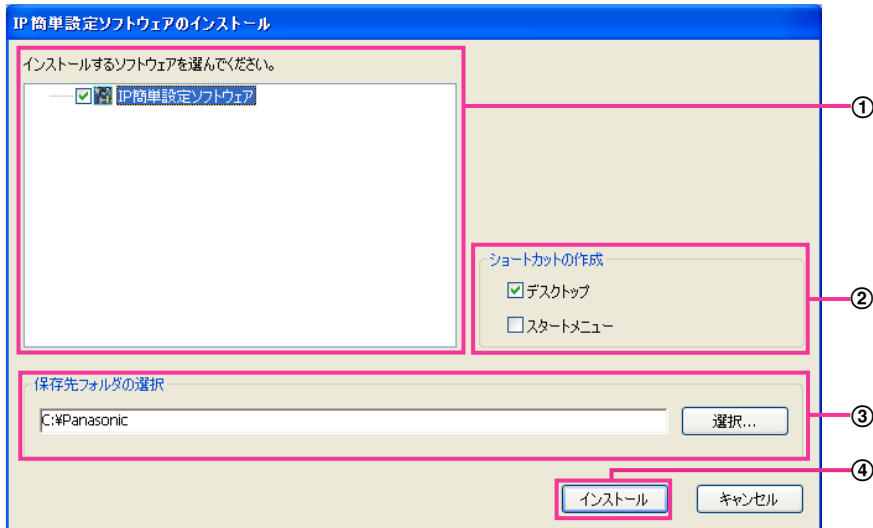 IP簡単設定ソフトウェアのインストール
インストールするソフトウェアを選んでください。
IP簡単設定ソフトウェア
①
ショートカットの作成
デスクトップ
②
スタートメニュー
保存先フォルダの選択
C:¥Panasonic
選択...
③
④
インストール
キャンセル